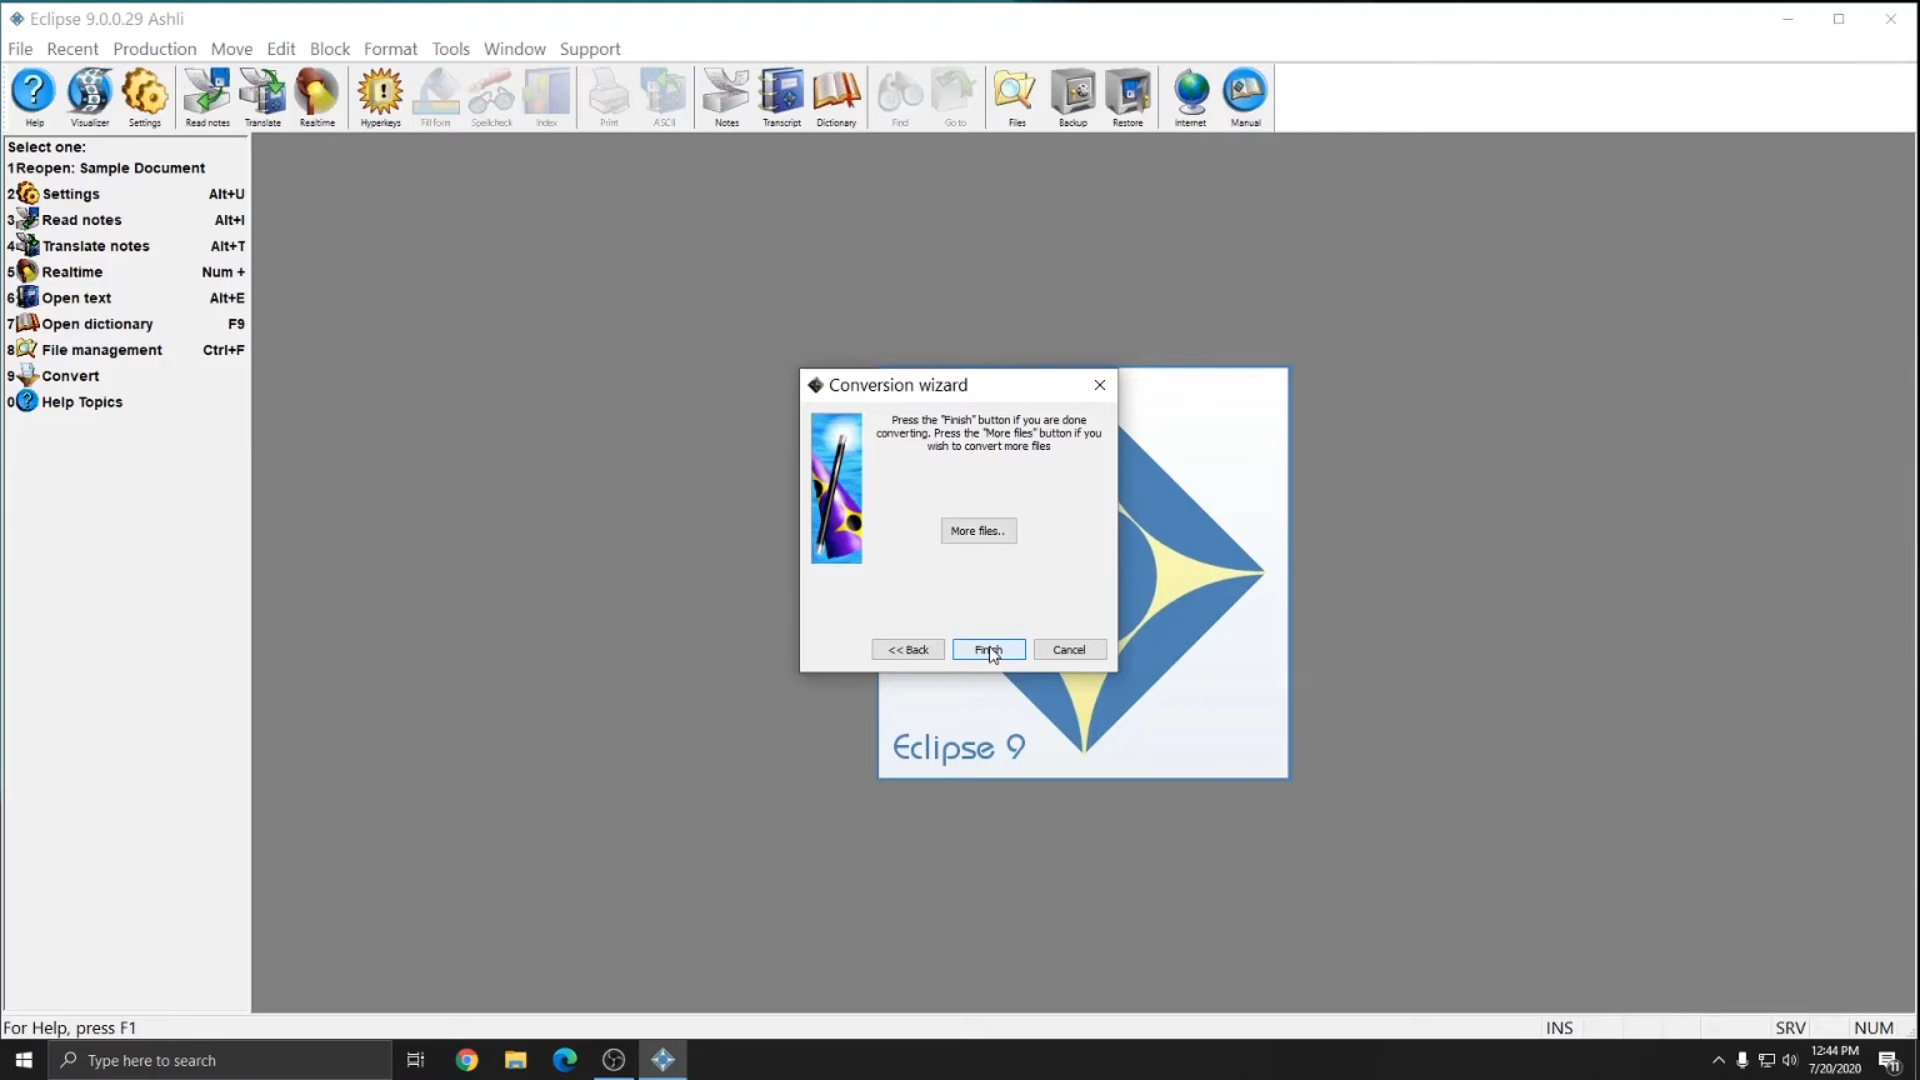 Eclipse 9.0.0.29 Ashli
File Recent Production Move Edit Block Format Tools Window Support
Help Visualizer Settings Read notes Translate Realtime Hyperkeys Fill form Spellcheck Index Print ASCII Notes Transcript Dictionary Find Go to Files Backup Restore Internet Manual
Select one:
1Reopen: Sample Document
2 Settings Alt+U
3 Read notes Alt+I
4 Translate notes Alt+T
5 Realtime Num +
6 Open text Alt+E
7 Open dictionary F9
8 File management Ctrl+F
9 Convert
0 Help Topics
Conversion wizard
Press the "Finish" button if you are done
converting. Press the "More files" button if you
wish to convert more files
More files..
<< Back Finish Cancel
Eclipse 9
For Help, press F1 INS SRV NUM
Type here to search
12:44 PM
7/20/2020
11